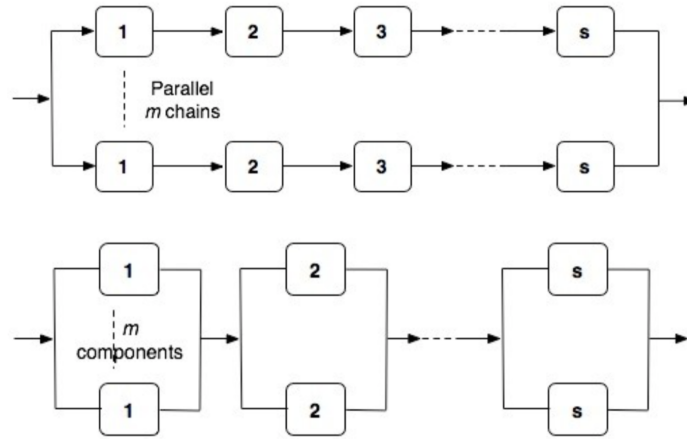 1 2 3 s
Parallel
m chains
1 2 3 s
1 2 s
m
components
1 2 s